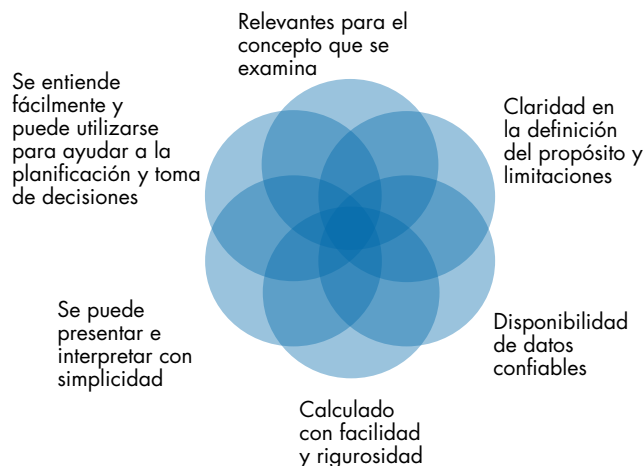 Relevantes para el
concepto que se
examina
Claridad en
la definición
del propósito y
limitaciones
Disponibilidad
de datos
confiables
Calculado
con facilidad
y rigurosidad
Se puede
presentar e
interpretar con
simplicidad
Se entiende
fácilmente y
puede utilizarse
para ayudar a la
planificación y toma
de decisiones